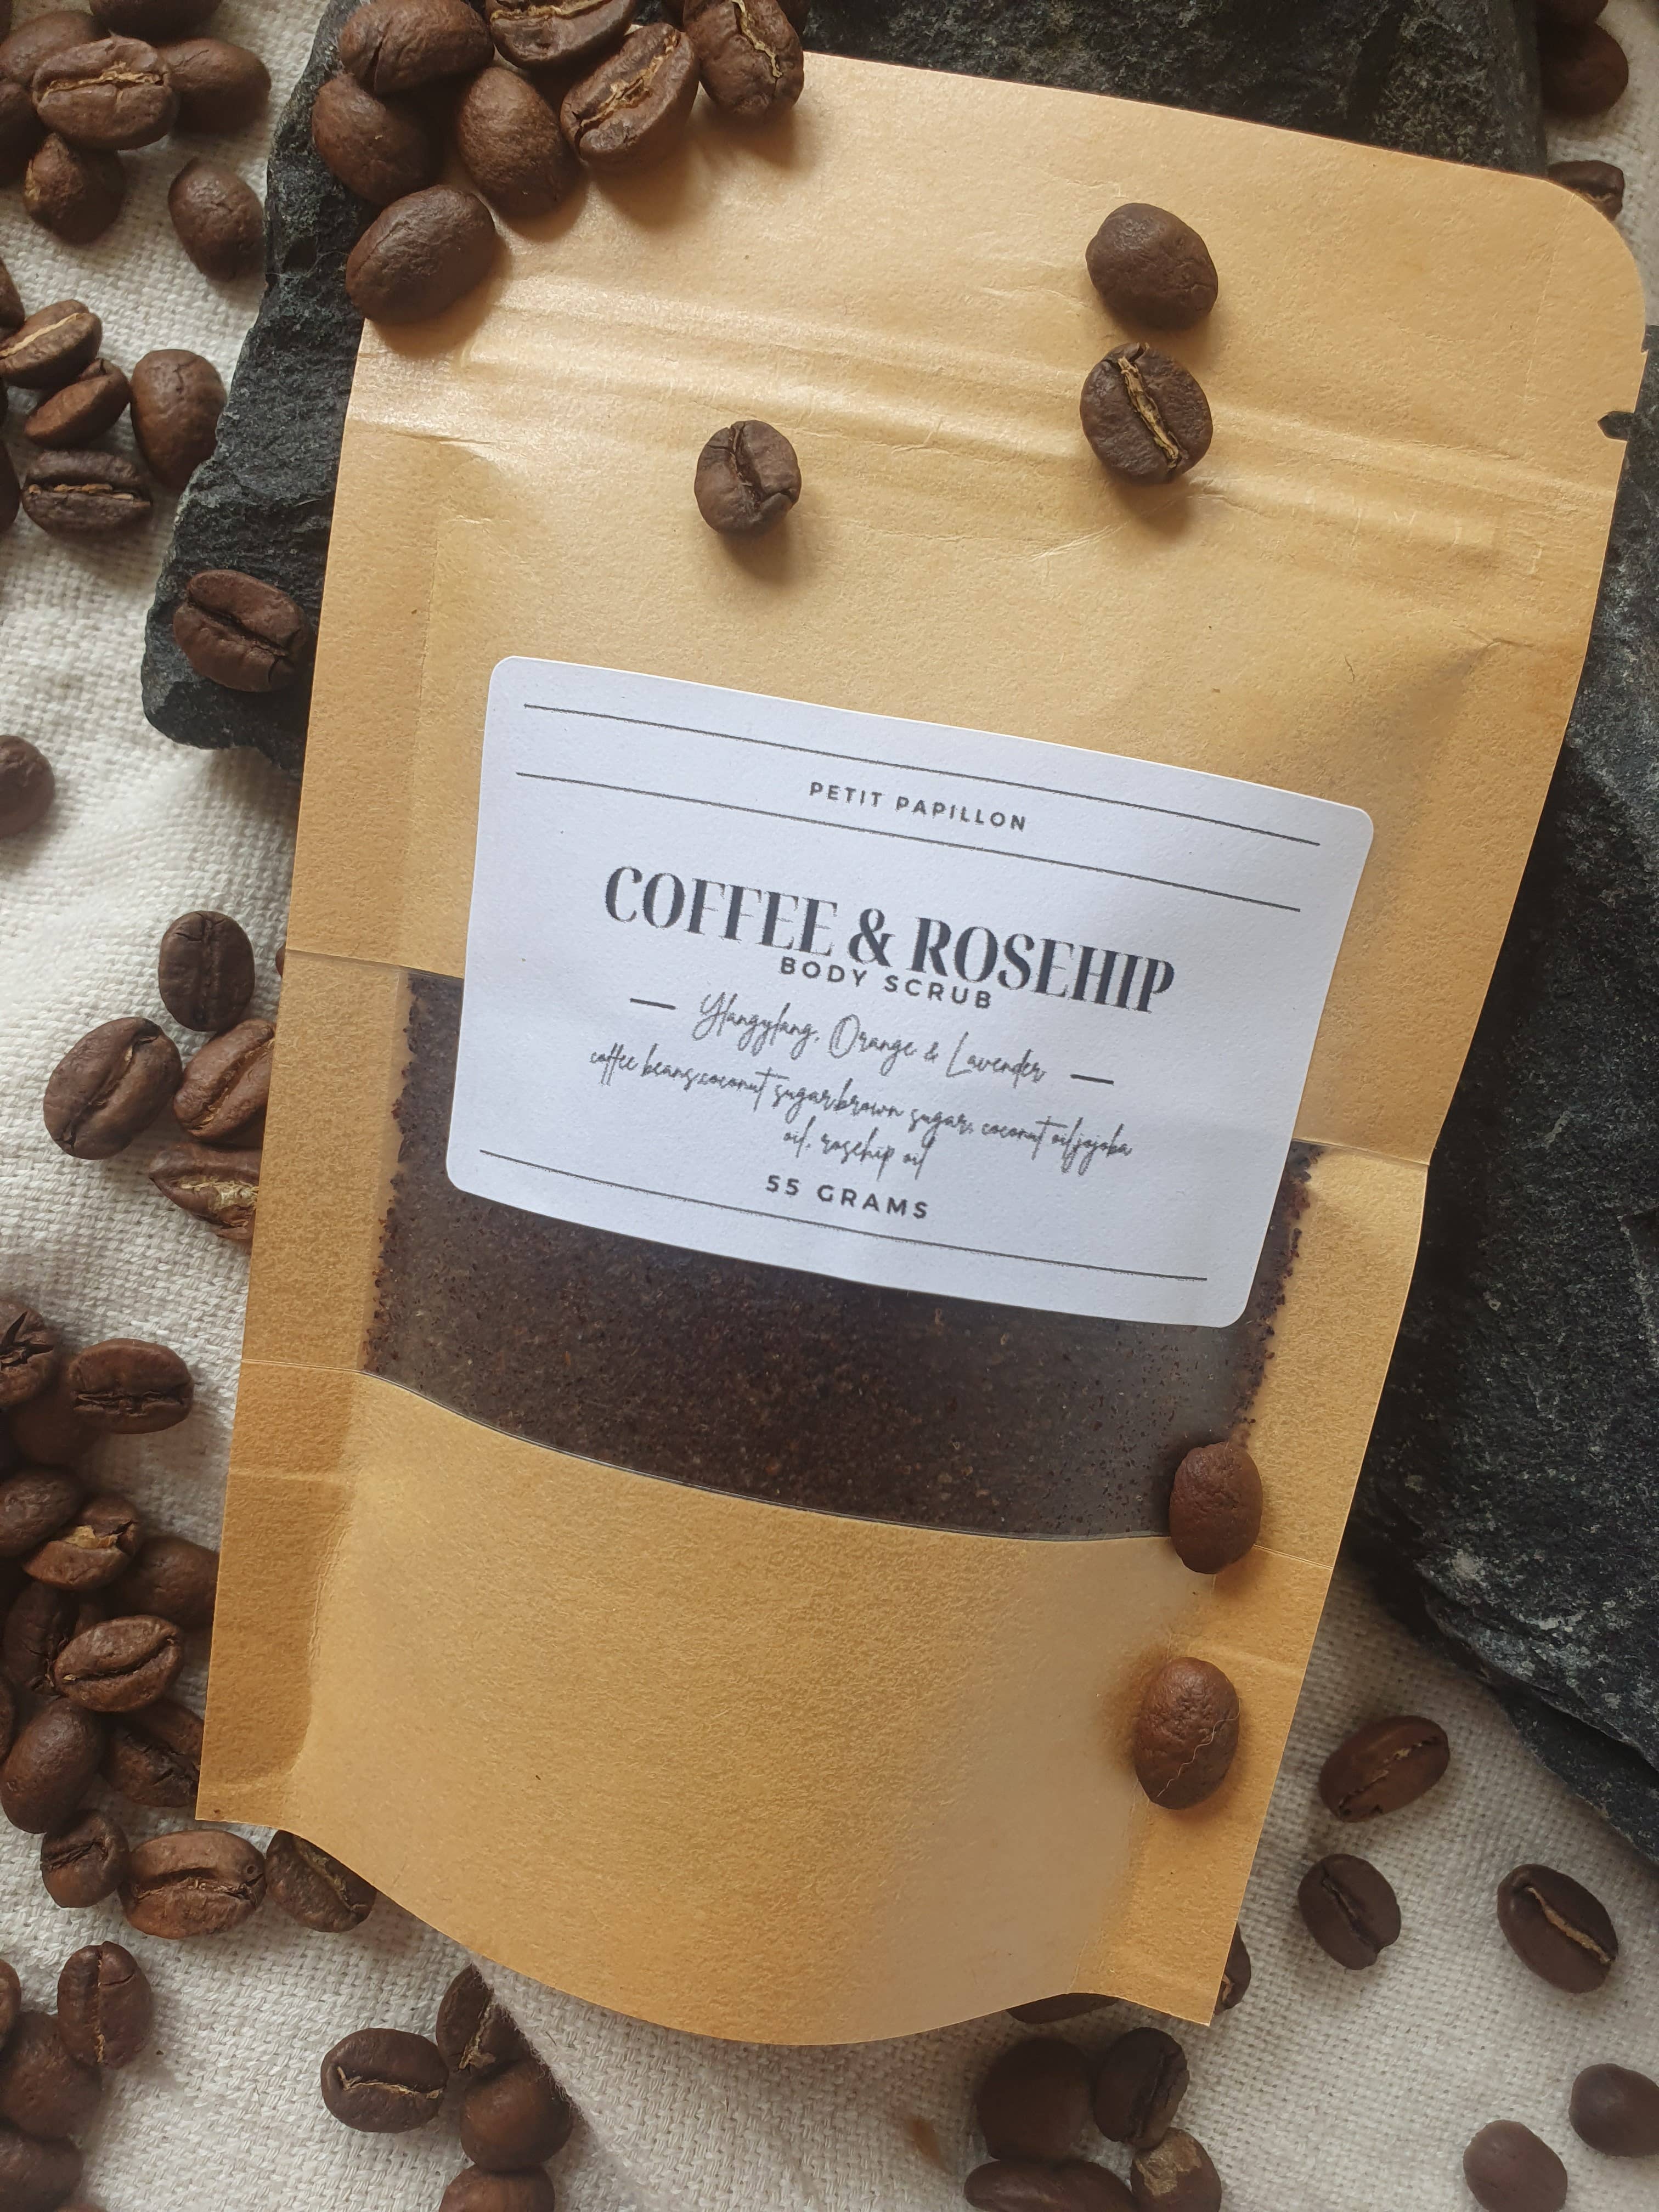 PETIT PAPILLON
COFFEE & ROSEHIP
BODY SCRUB
— Ylangylang, Orange & Lavender —
coffee beans,coconut sugar,brown sugar, coconut oil,jojoba
oil, rosehip oil
55 GRAMS